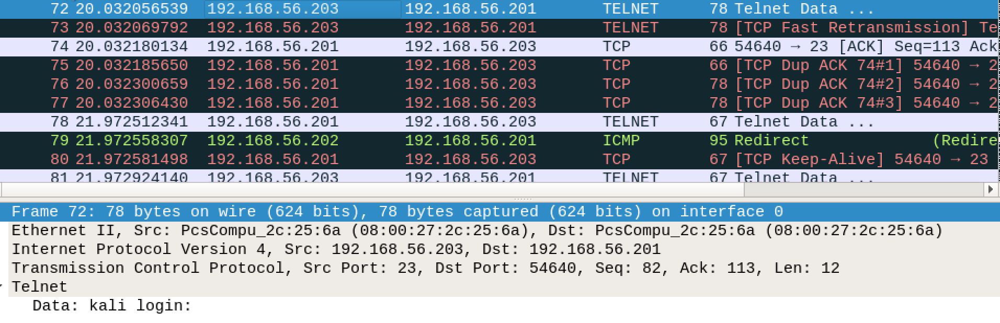 72 20.032056539 192.168.56.203 192.168.56.201 TELNET 78 Telnet Data ...
73 20.032069792 192.168.56.203 192.168.56.201 TELNET 78 [TCP Fast Retransmission] Te
74 20.032180134 192.168.56.201 192.168.56.203 TCP 66 54640 → 23 [ACK] Seq=113 Ack
75 20.032185650 192.168.56.201 192.168.56.203 TCP 66 [TCP Dup ACK 74#1] 54640 → 2
76 20.032300659 192.168.56.201 192.168.56.203 TCP 78 [TCP Dup ACK 74#2] 54640 → 2
77 20.032306430 192.168.56.201 192.168.56.203 TCP 78 [TCP Dup ACK 74#3] 54640 → 2
78 21.972512341 192.168.56.201 192.168.56.203 TELNET 67 Telnet Data ...
79 21.972558307 192.168.56.202 192.168.56.201 ICMP 95 Redirect (Redire
80 21.972581498 192.168.56.201 192.168.56.203 TCP 67 [TCP Keep-Alive] 54640 → 23
81 21.972924140 192.168.56.203 192.168.56.201 TELNET 67 Telnet Data ...
Frame 72: 78 bytes on wire (624 bits), 78 bytes captured (624 bits) on interface 0
Ethernet II, Src: PcsCompu_2c:25:6a (08:00:27:2c:25:6a), Dst: PcsCompu_2c:25:6a (08:00:27:2c:25:6a)
Internet Protocol Version 4, Src: 192.168.56.203, Dst: 192.168.56.201
Transmission Control Protocol, Src Port: 23, Dst Port: 54640, Seq: 82, Ack: 113, Len: 12
Telnet
Data: kali login: